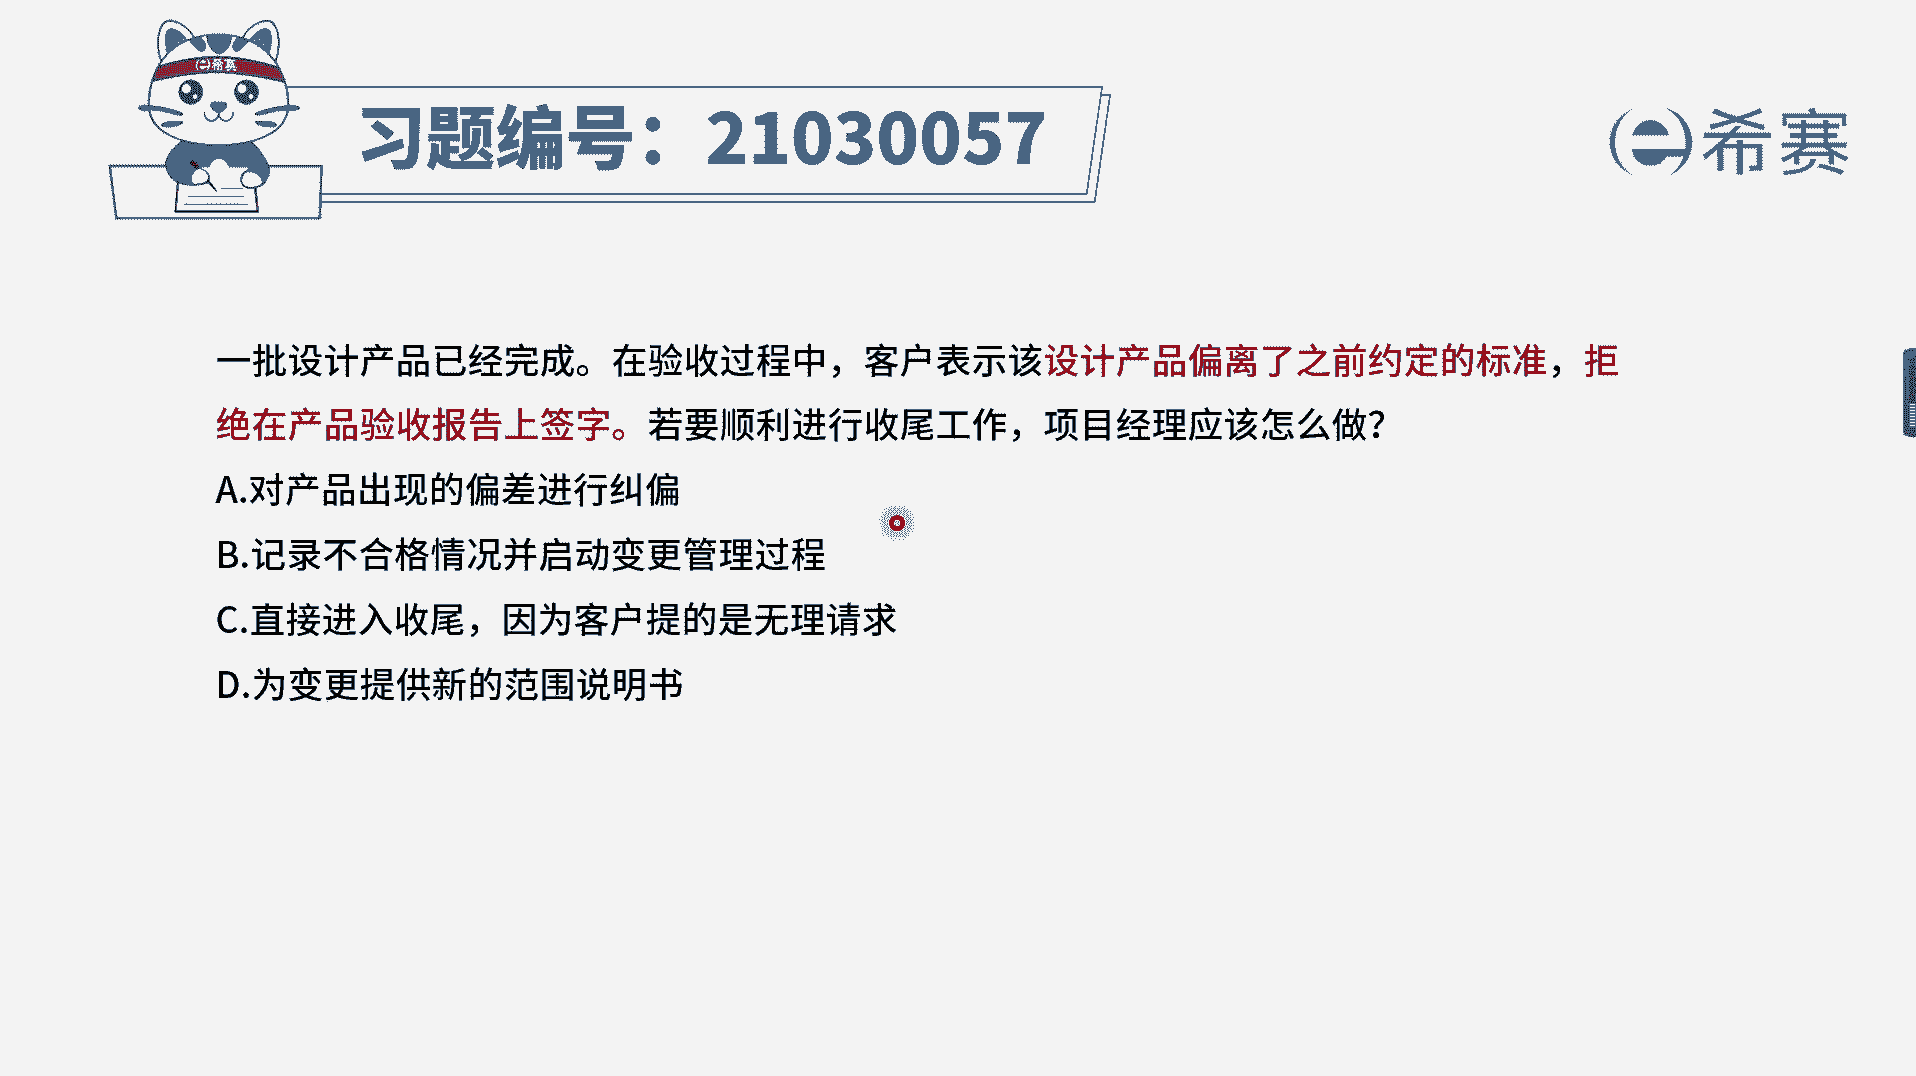 希赛
习题编号：21030057
希赛
一批设计产品已经完成。在验收过程中，客户表示该设计产品偏离了之前约定的标准，拒
绝在产品验收报告上签字。若要顺利进行收尾工作，项目经理应该怎么做？
A.对产品出现的偏差进行纠偏
B.记录不合格情况并启动变更管理过程
C.直接进入收尾，因为客户提的是无理请求
D.为变更提供新的范围说明书